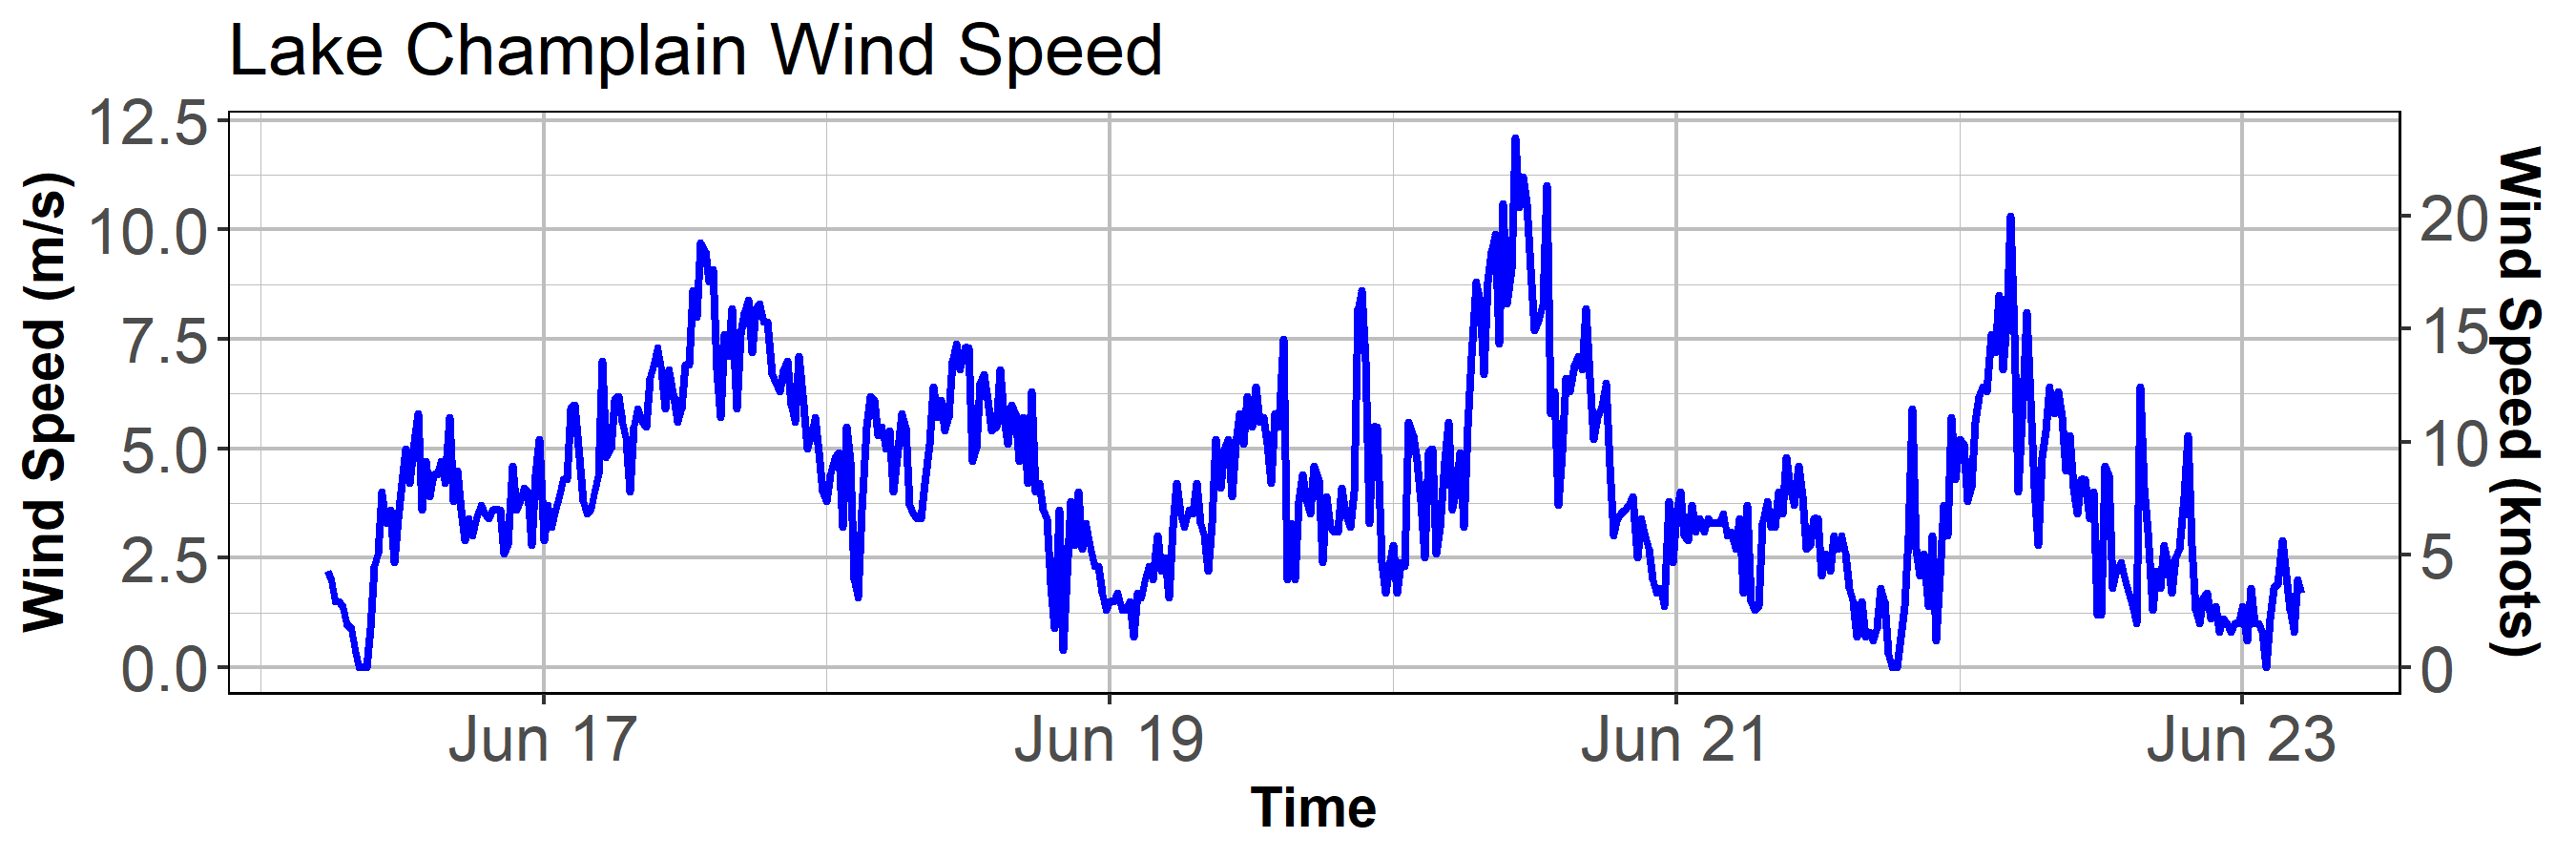 Lake Champlain Wind Speed
Wind Speed (m/s)
12.5
10.0
7.5
5.0
2.5
0.0
20
15
10
5
0
Wind Speed (knots)
Jun 17
Jun 19
Jun 21
Jun 23
Time